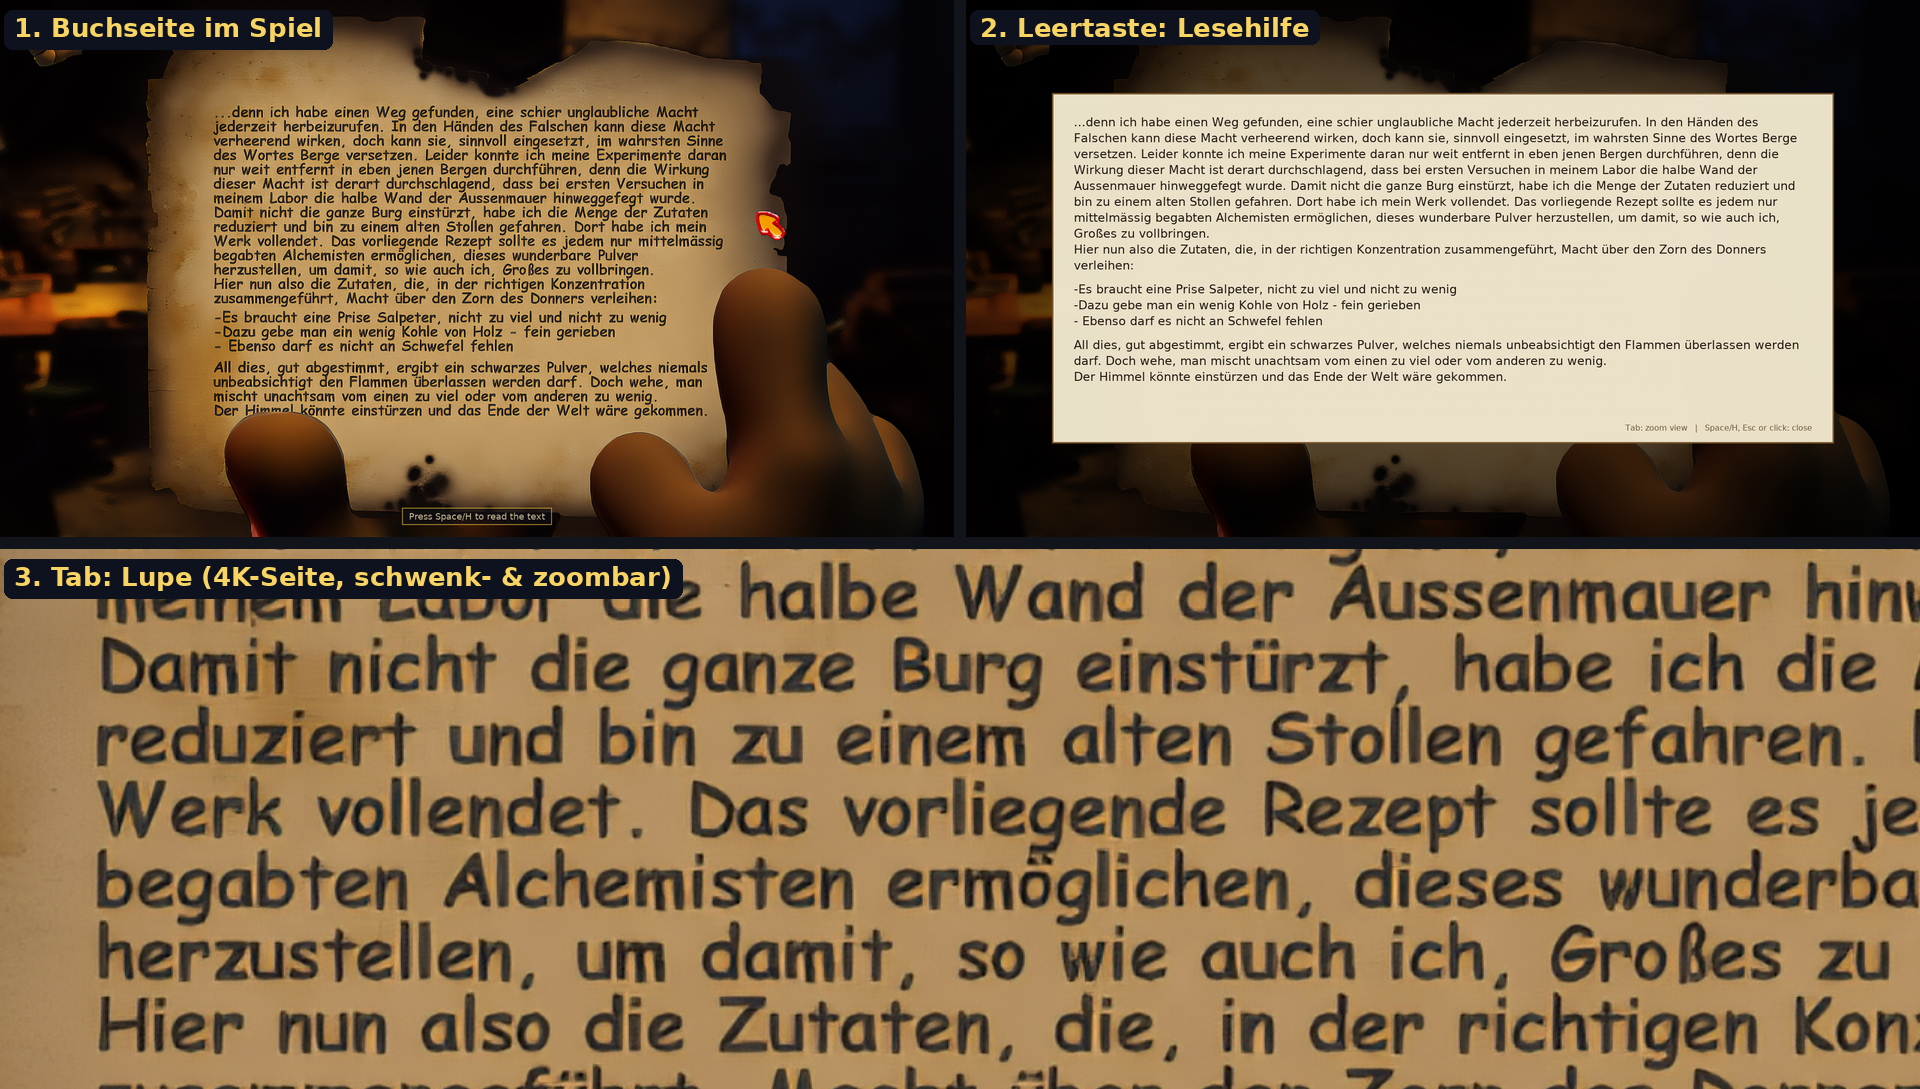 1. Buchseite im Spiel
...denn ich habe einen Weg gefunden, eine schier unglaubliche Macht
jederzeit herbeizurufen. In den Händen des Falschen kann diese Macht
verheerend wirken, doch kann sie, sinnvoll eingesetzt, im wahrsten Sinne
des Wortes Berge versetzen. Leider konnte ich meine Experimente daran
nur weit entfernt in eben jenen Bergen durchführen, denn die Wirkung
dieser Macht ist derart durchschlagend, dass bei ersten Versuchen in
meinem Labor die halbe Wand der Aussenmauer hinweggefegt wurde.
Damit nicht die ganze Burg einstürzt, habe ich die Menge der Zutaten
reduziert und bin zu einem alten Stollen gefahren. Dort habe ich mein
Werk vollendet. Das vorliegende Rezept sollte es jedem nur mittelmässig
begabten Alchemisten ermöglichen, dieses wunderbare Pulver
herzustellen, um damit, so wie auch ich, Großes zu vollbringen.
Hier nun also die Zutaten, die, in der richtigen Konzentration
zusammengeführt, Macht über den Zorn des Donners verleihen:
-Es braucht eine Prise Salpeter, nicht zu viel und nicht zu wenig
-Dazu gebe man ein wenig Kohle von Holz - fein gerieben
- Ebenso darf es nicht an Schwefel fehlen
All dies, gut abgestimmt, ergibt ein schwarzes Pulver, welches niemals
unbeabsichtigt den Flammen überlassen werden darf. Doch wehe, man
mischt unachtsam vom einen zu viel oder vom anderen zu wenig.
Der Himmel könnte einstürzen und das Ende der Welt wäre gekommen.
Press Space/H to read the text
2. Leertaste: Lesehilfe
...denn ich habe einen Weg gefunden, eine schier unglaubliche Macht jederzeit herbeizurufen. In den Händen des
Falschen kann diese Macht verheerend wirken, doch kann sie, sinnvoll eingesetzt, im wahrsten Sinne des Wortes Berge
versetzen. Leider konnte ich meine Experimente daran nur weit entfernt in eben jenen Bergen durchführen, denn die
Wirkung dieser Macht ist derart durchschlagend, dass bei ersten Versuchen in meinem Labor die halbe Wand der
Aussenmauer hinweggefegt wurde. Damit nicht die ganze Burg einstürzt, habe ich die Menge der Zutaten reduziert und
bin zu einem alten Stollen gefahren. Dort habe ich mein Werk vollendet. Das vorliegende Rezept sollte es jedem nur
mittelmässig begabten Alchemisten ermöglichen, dieses wunderbare Pulver herzustellen, um damit, so wie auch ich,
Großes zu vollbringen.
Hier nun also die Zutaten, die, in der richtigen Konzentration zusammengeführt, Macht über den Zorn des Donners
verleihen:
-Es braucht eine Prise Salpeter, nicht zu viel und nicht zu wenig
-Dazu gebe man ein wenig Kohle von Holz - fein gerieben
- Ebenso darf es nicht an Schwefel fehlen
All dies, gut abgestimmt, ergibt ein schwarzes Pulver, welches niemals unbeabsichtigt den Flammen überlassen werden
darf. Doch wehe, man mischt unachtsam vom einen zu viel oder vom anderen zu wenig.
Der Himmel könnte einstürzen und das Ende der Welt wäre gekommen.
Tab: zoom view | Space/H, Esc or click: close
3. Tab: Lupe (4K-Seite, schwenk- & zoombar)
meinem Labor die halbe Wand der Aussenmauer hinw
Damit nicht die ganze Burg einstürzt, habe ich die
reduziert und bin zu einem alten Stollen gefahren.
Werk vollendet. Das vorliegende Rezept sollte es je
begabten Alchemisten ermöglichen, dieses wunderba
herzustellen, um damit, so wie auch ich, Großes zu
Hier nun also die Zutaten, die, in der richtigen Konz
zusammengeführt, Macht über den Zorn des